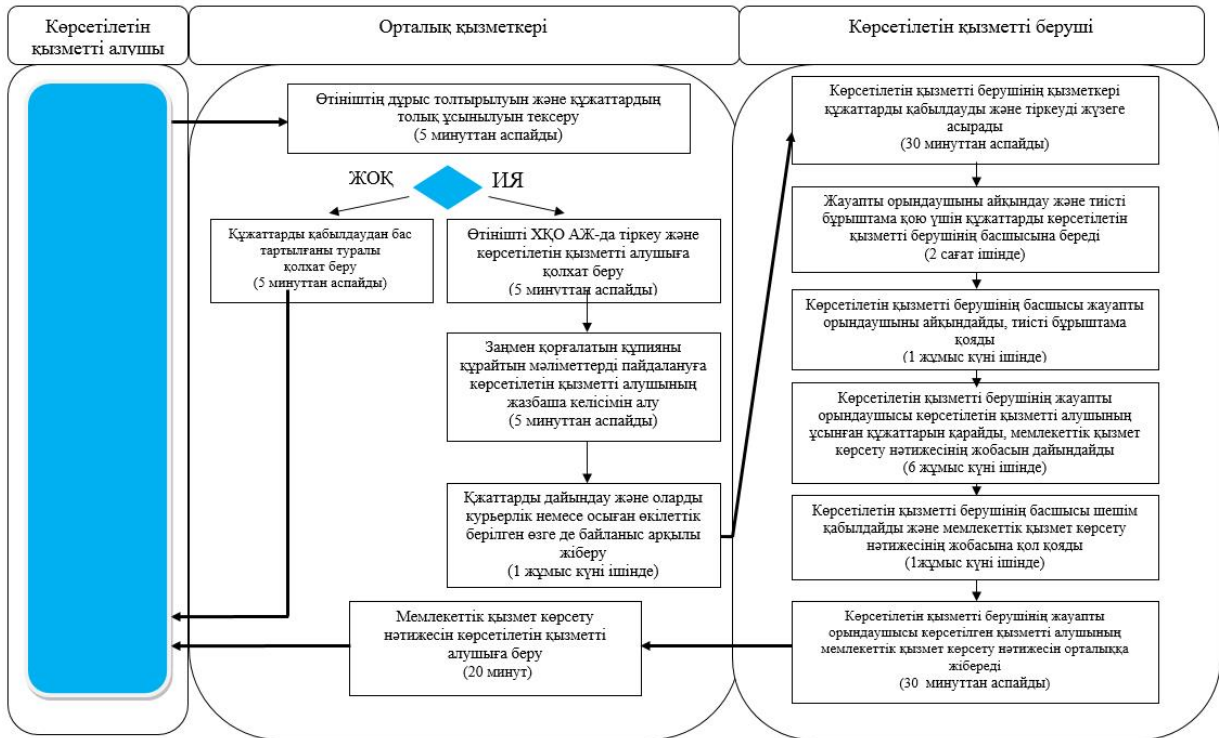 Көрсетілетін
қызметті алушы
Орталық қызметкері
Көрсетілетін қызметті беруші
Өтініштің дұрыс толтырылуын және құжаттардың
толық ұсынылуын тексеру
(5 минуттан аспайды)
ЖОҚ
ИЯ
Құжаттарды қабылдаудан бас
тартылғаны туралы
қолхат беру
(5 минуттан аспайды)
Өтінішті ХҚО АЖ-да тіркеу және
көрсетілетін қызметті алушыға
қолхат беру
(5 минуттан аспайды)
Заңмен қорғалатын құпияны
құрайтын мәліметтерді пайдалануға
көрсетілетін қызметті алушының
жазбаша келісімін алу
(5 минуттан аспайды)
Қжаттарды дайындау және оларды
курьерлік немесе осыған өкілеттік
берілген өзге де байланыс арқылы
жіберу
(1 жұмыс күні ішінде)
Мемлекеттік қызмет көрсету
нәтижесін көрсетілетін қызметті
алушыға беру
(20 минут)
Көрсетілетін қызметті берушінің қызметкері
құжаттарды қабылдауды және тіркеуді жүзеге
асырады
(30 минуттан аспайды)
Жауапты орындаушыны айқындау және тиісті
бұрыштама қою үшін құжаттарды көрсетілетін
қызметті берушінің басшысына береді
(2 сағат ішінде)
Көрсетілетін қызметті берушінің басшысы жауапты
орындаушыны айқындайды, тиісті бұрыштама
қояды
(1 жұмыс күні ішінде)
Көрсетілетін қызметті берушінің жауапты
орындаушысы көрсетілетін қызметті алушының
ұсынған құжаттарын қарайды, мемлекеттік қызмет
көрсету нәтижесінің жобасын дайындайды
(6 жұмыс күні ішінде)
Көрсетілетін қызметті берушінің басшысы шешім
қабылдайды және мемлекеттік қызмет көрсету
нәтижесінің жобасына қол қояды
(1жұмыс күні ішінде)
Көрсетілетін қызметті берушінің жауапты
орындаушысы көрсетілген қызметті алушының
мемлекеттік қызмет көрсету нәтижесін орталыққа
жібереді
(30 минуттан аспайды)